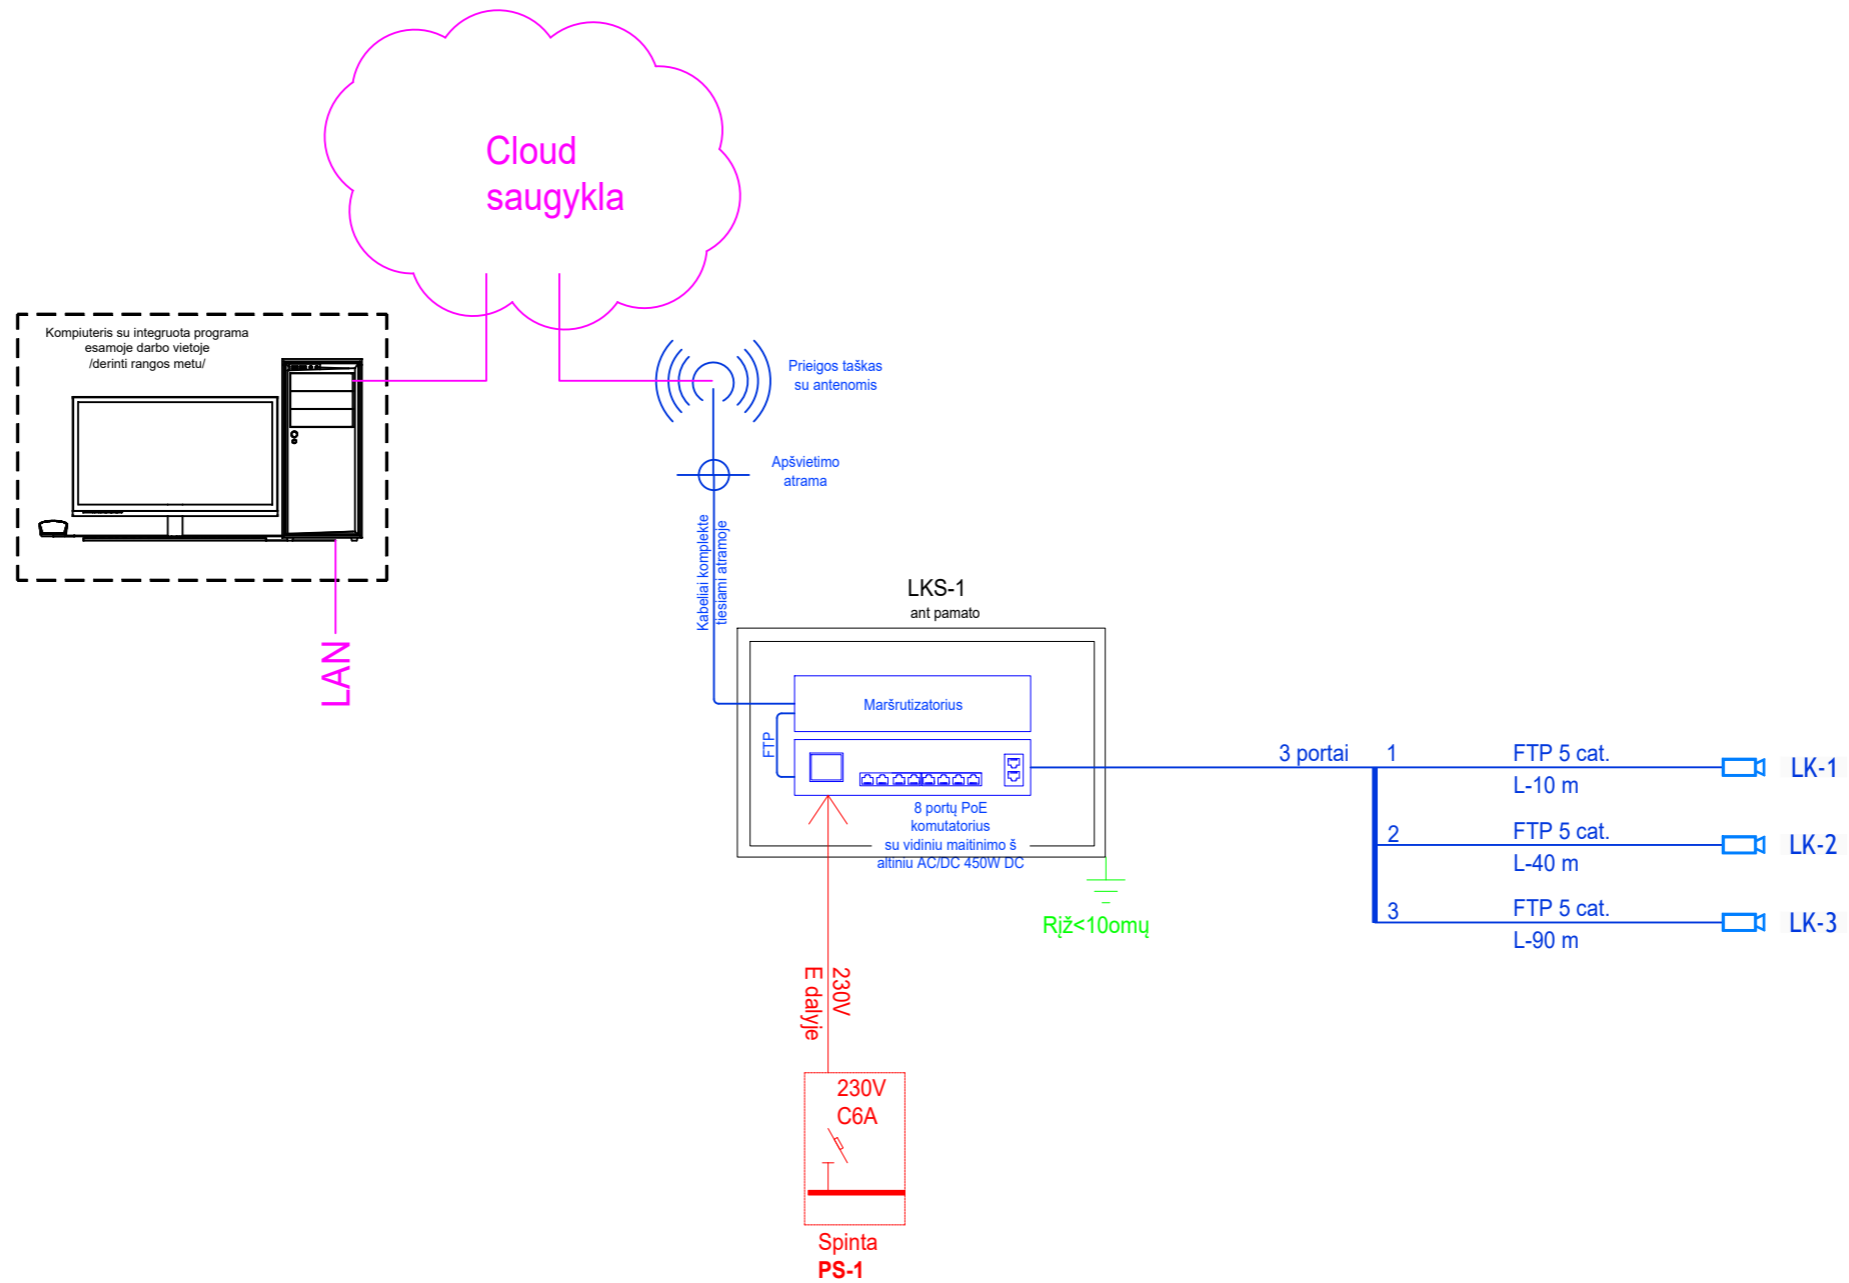 Cloud
saugykla
Kompiuteris su integruota programa
esamoje darbo vietoje
/derinti rangos metu/
LAN
Prieigos taškas
su antenomis
Apšvietimo
atrama
Kabeliai komplekte
tiesiami atramoje
LKS-1
ant pamato
Maršrutizatorius
FTP
8 portų PoE
komutatorius
su vidiniu maitinimo š
altiniu AC/DC 450W DC
Rįž<10omų
3 portai
1
FTP 5 cat.
L-10 m
LK-1
2
FTP 5 cat.
L-40 m
LK-2
3
FTP 5 cat.
L-90 m
LK-3
230V
E dalyje
230V
C6A
Spinta
PS-1